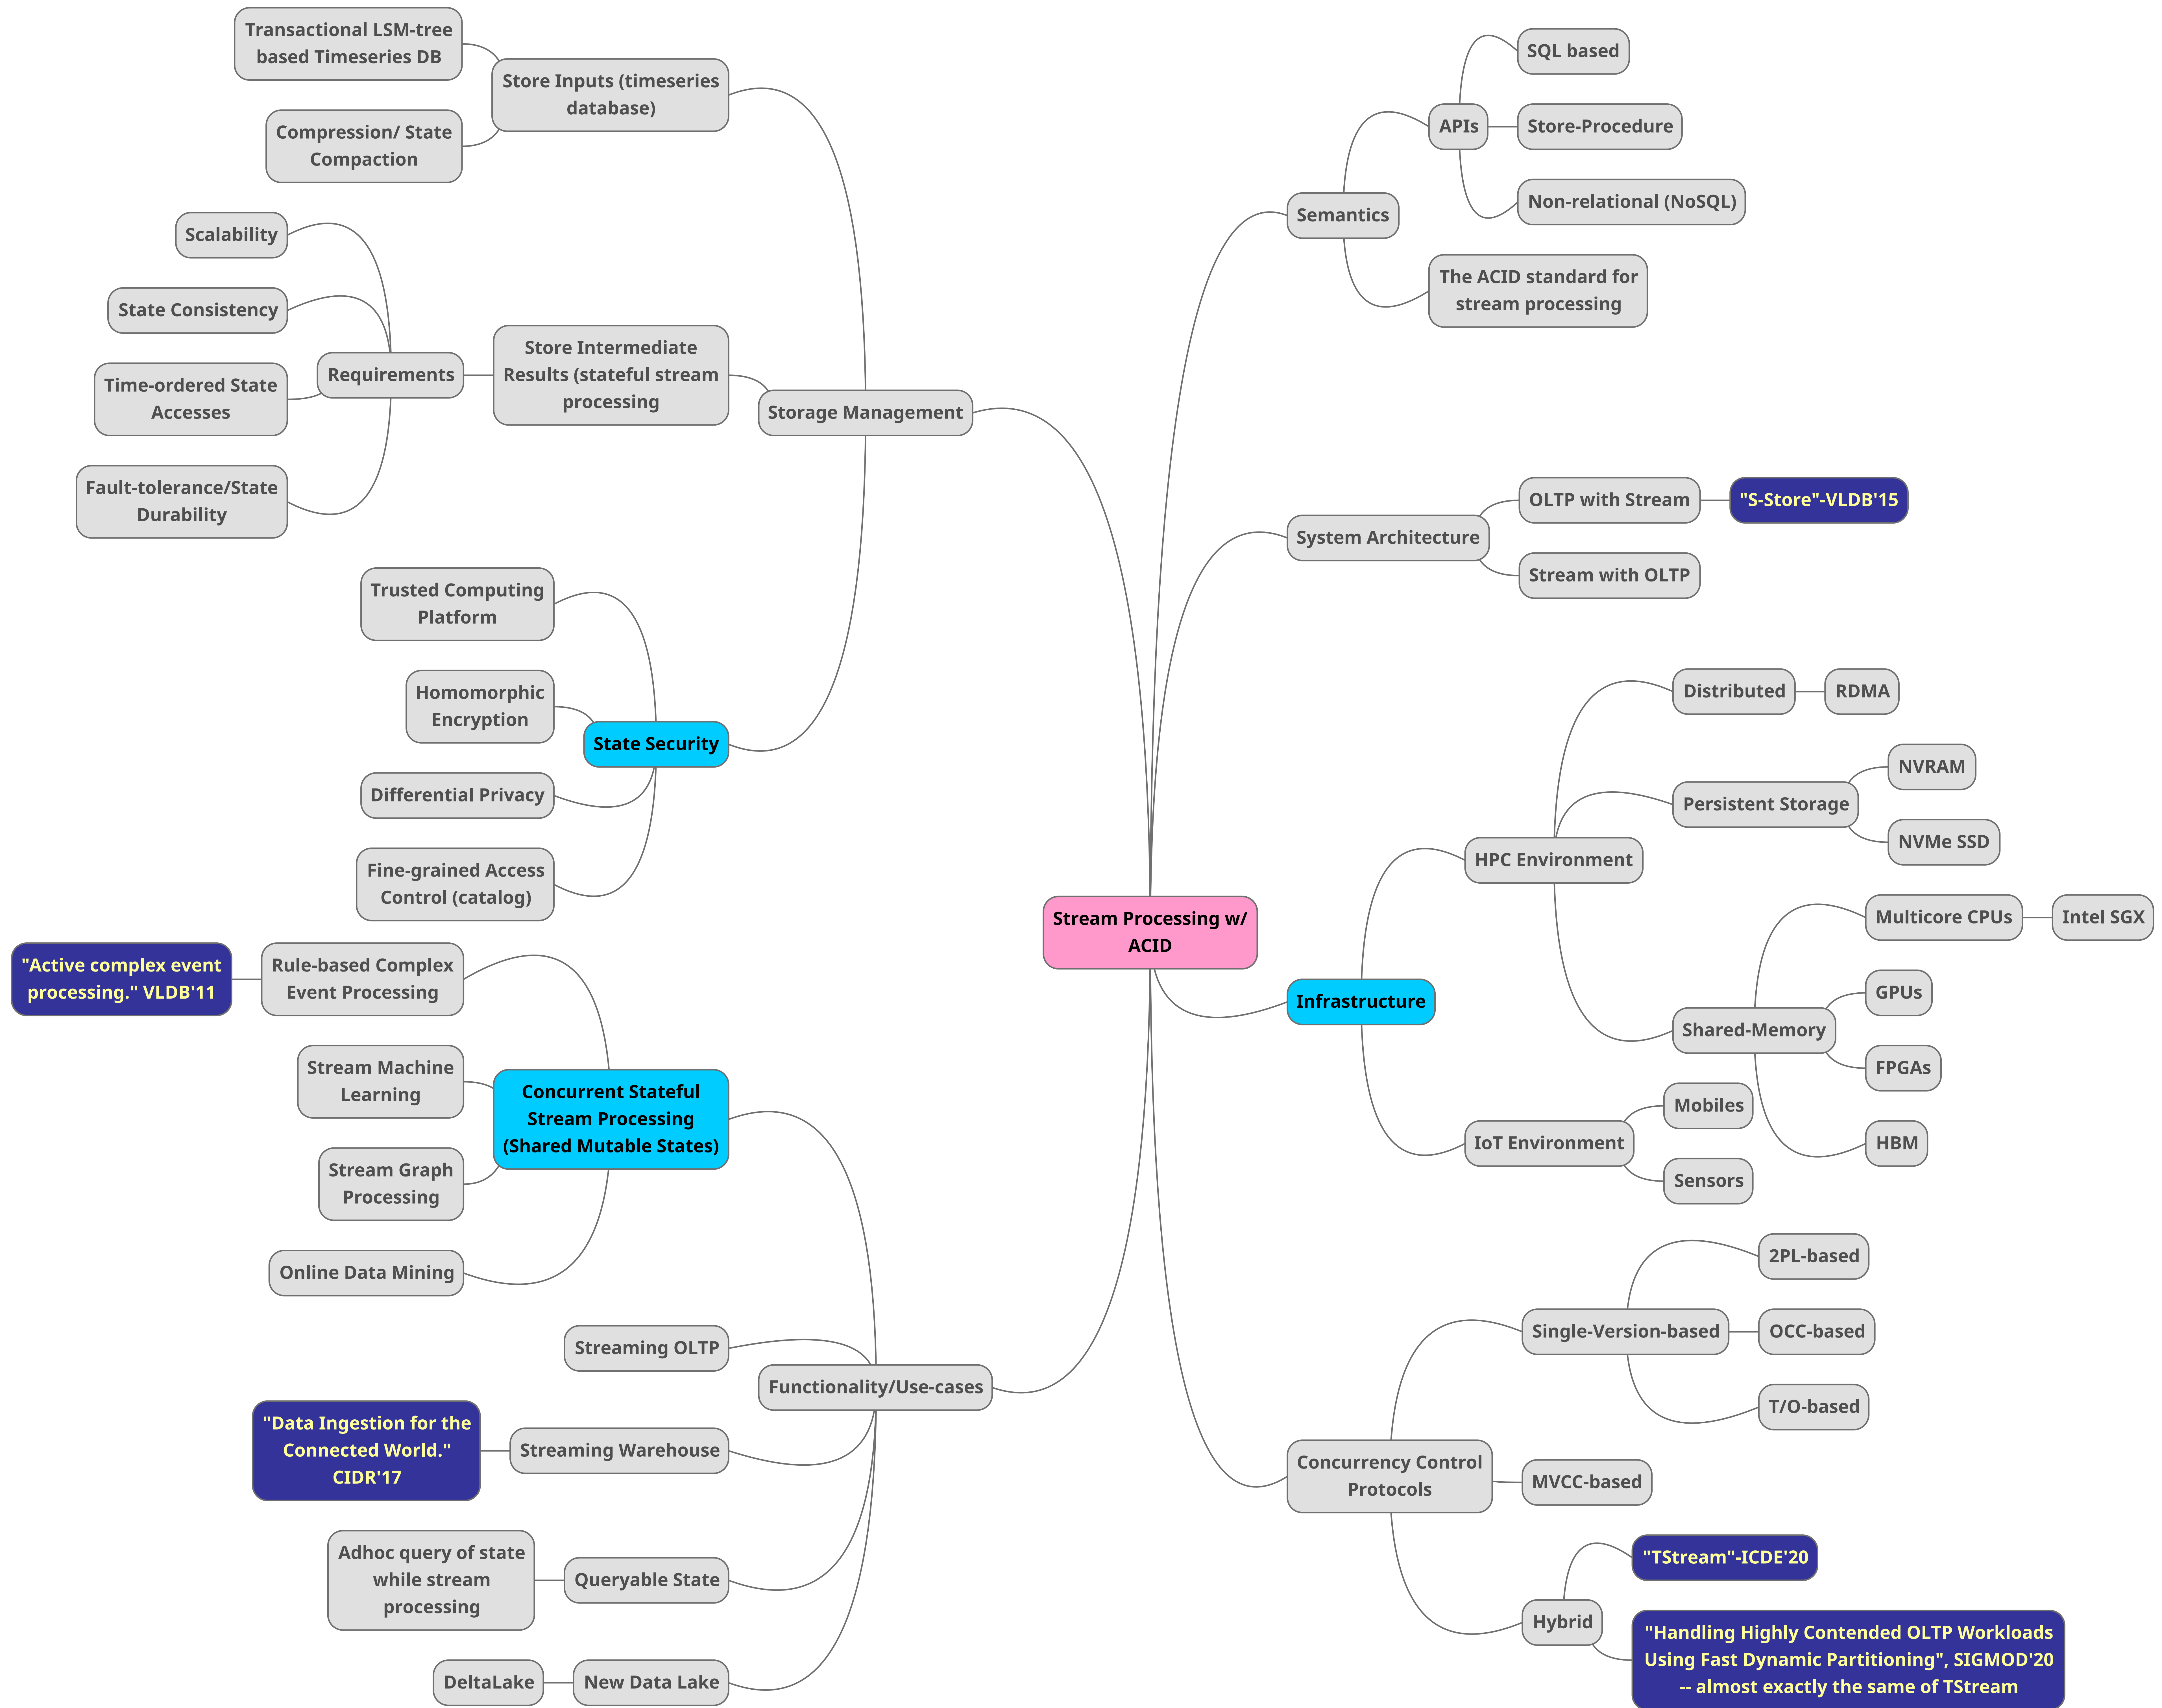 Stream Processing w/
ACID
Semantics
APIs
SQL based
Store-Procedure
Non-relational (NoSQL)
The ACID standard for
stream processing
System Architecture
OLTP with Stream
"S-Store"-VLDB'15
Stream with OLTP
Infrastructure
HPC Environment
Distributed
RDMA
Persistent Storage
NVRAM
NVMe SSD
Shared-Memory
Multicore CPUs
Intel SGX
GPUs
FPGAs
HBM
IoT Environment
Mobiles
Sensors
Concurrency Control
Protocols
Single-Version-based
2PL-based
OCC-based
T/O-based
MVCC-based
Hybrid
"TStream"-ICDE'20
"Handling Highly Contended OLTP Workloads
Using Fast Dynamic Partitioning", SIGMOD'20
-- almost exactly the same of TStream
Storage Management
Store Inputs (timeseries
database)
Transactional LSM-tree
based Timeseries DB
Compression/ State
Compaction
Store Intermediate
Results (stateful stream
processing
Requirements
Scalability
State Consistency
Time-ordered State
Accesses
Fault-tolerance/State
Durability
State Security
Trusted Computing
Platform
Homomorphic
Encryption
Differential Privacy
Fine-grained Access
Control (catalog)
Functionality/Use-cases
Concurrent Stateful
Stream Processing
(Shared Mutable States)
Rule-based Complex
Event Processing
"Active complex event
processing." VLDB'11
Stream Machine
Learning
Stream Graph
Processing
Online Data Mining
Streaming OLTP
Streaming Warehouse
"Data Ingestion for the
Connected World."
CIDR'17
Queryable State
Adhoc query of state
while stream
processing
New Data Lake
DeltaLake